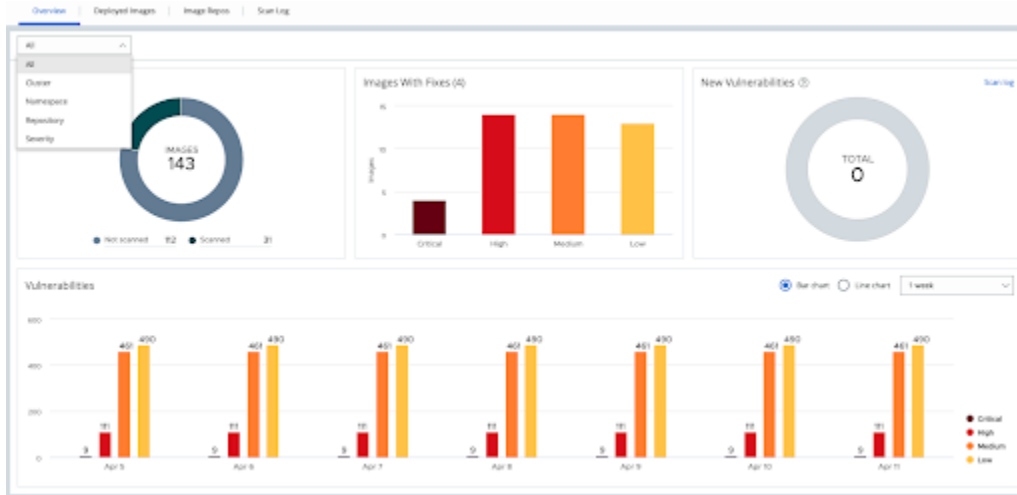 Overview | Deployed Images | Image Repos | Scan Log
All
All
Cluster
Namespace
Repository
Severity
IMAGES
143
Not scanned 112 Scanned 31
Images With Fixes (4)
15
10
5
0
Images
Critical High Medium Low
New Vulnerabilities
Scan log
TOTAL
0
Vulnerabilities
Bar chart Line chart 1 week
600
400
200
0
9 111 461 490 9 111 461 490 9 111 461 490 9 111 461 490 9 111 461 490 9 111 461 490 9 111 461 490
Apr 5 Apr 6 Apr 7 Apr 8 Apr 9 Apr 10 Apr 11
Critical
High
Medium
Low